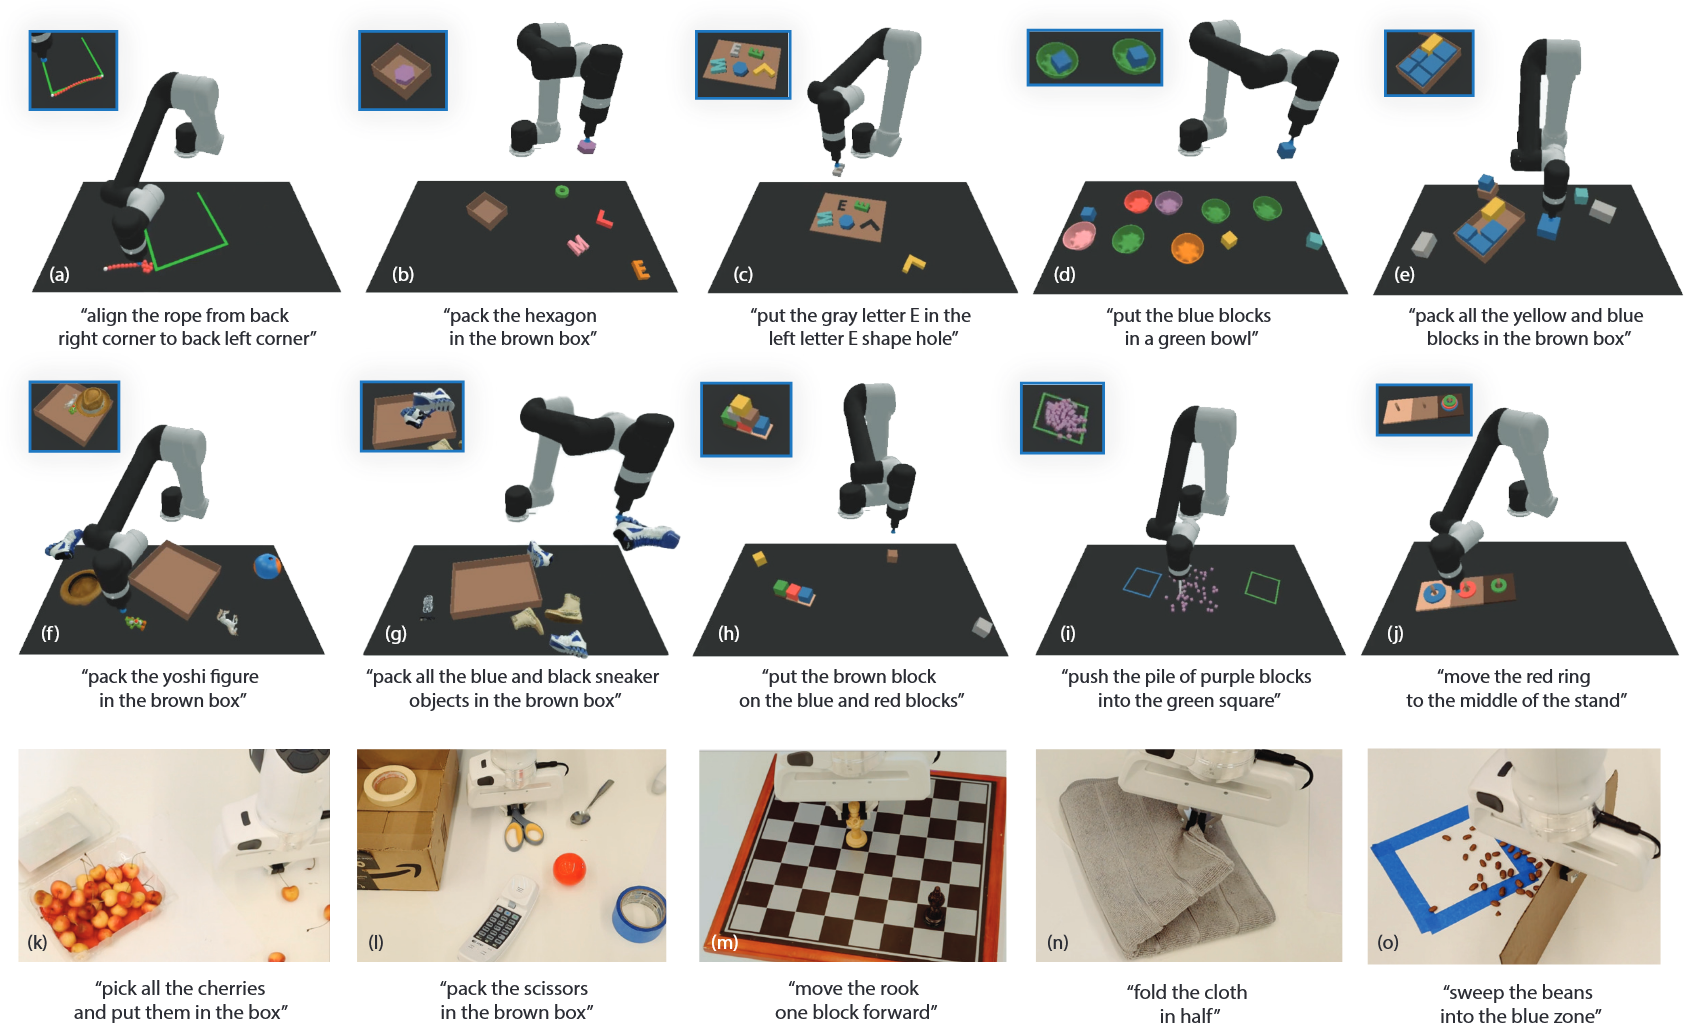 (a)
(b)
(c)
(d)
(e)
“align the rope from back
right corner to back left corner”
“pack the hexagon
in the brown box”
“put the gray letter E in the
left letter E shape hole”
“put the blue blocks
in a green bowl”
“pack all the yellow and blue
blocks in the brown box”
(f)
(g)
(h)
(i)
(j)
“pack the yoshi figure
in the brown box”
“pack all the blue and black sneaker
objects in the brown box”
“put the brown block
on the blue and red blocks”
“push the pile of purple blocks
into the green square”
“move the red ring
to the middle of the stand”
(k)
(l)
(m)
(n)
(o)
“pick all the cherries
and put them in the box”
“pack the scissors
in the brown box”
“move the rook
one block forward”
“fold the cloth
in half”
“sweep the beans
into the blue zone”